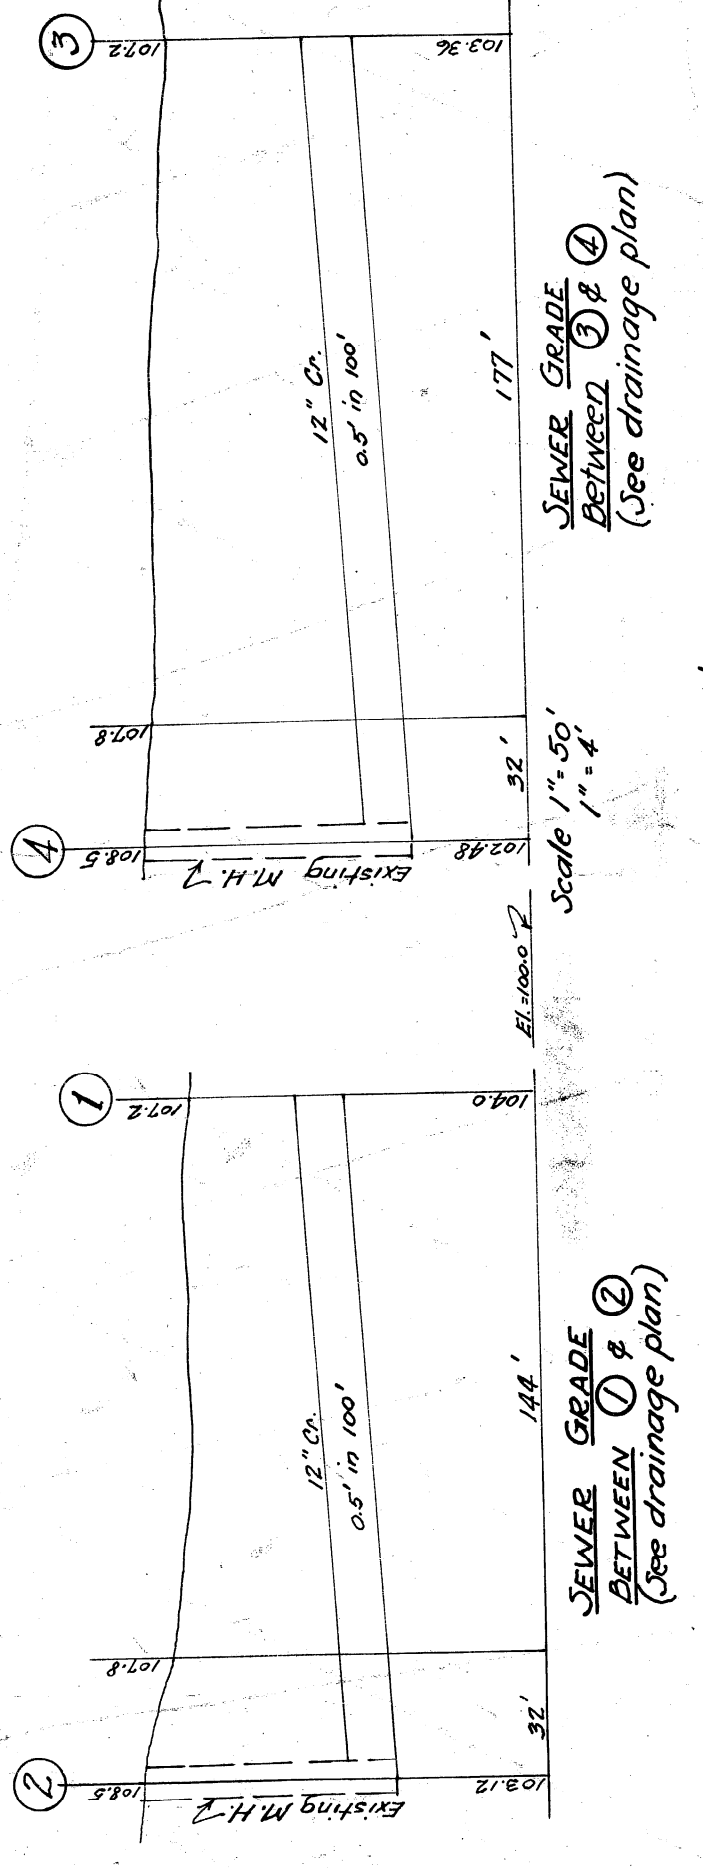 2
108.5
107.8
1
107.2
Existing M.H.
12" Cr.
0.5' in 100'
103.12
104.0
32'
144'
SEWER GRADE
BETWEEN 1 & 2
(See drainage plan)
El.=100.0
4
108.5
107.8
3
107.2
Existing M.H.
12" Cr.
0.5' in 100'
102.48
103.36
32'
177'
Scale 1"=50'
1"=4'
SEWER GRADE
Between 3 & 4
(See drainage plan)